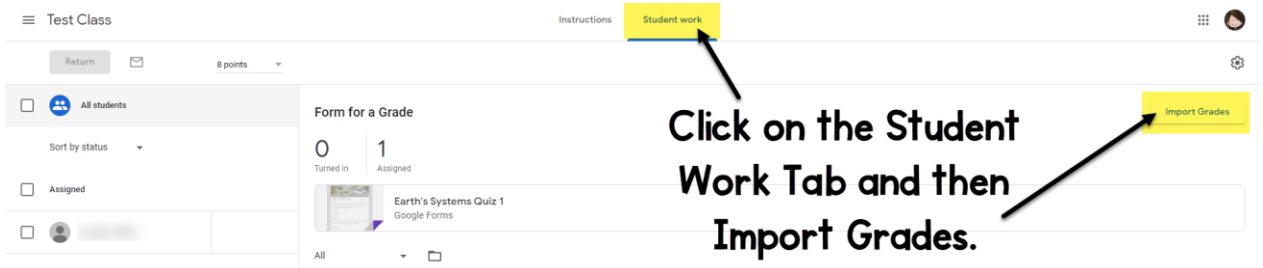 Test Class
Instructions
Student work
Return
8 points
All students
Sort by status
Assigned
Form for a Grade
Import Grades
0
Turned in
1
Assigned
Earth's Systems Quiz 1
Google Forms
All
Click on the Student
Work Tab and then
Import Grades.